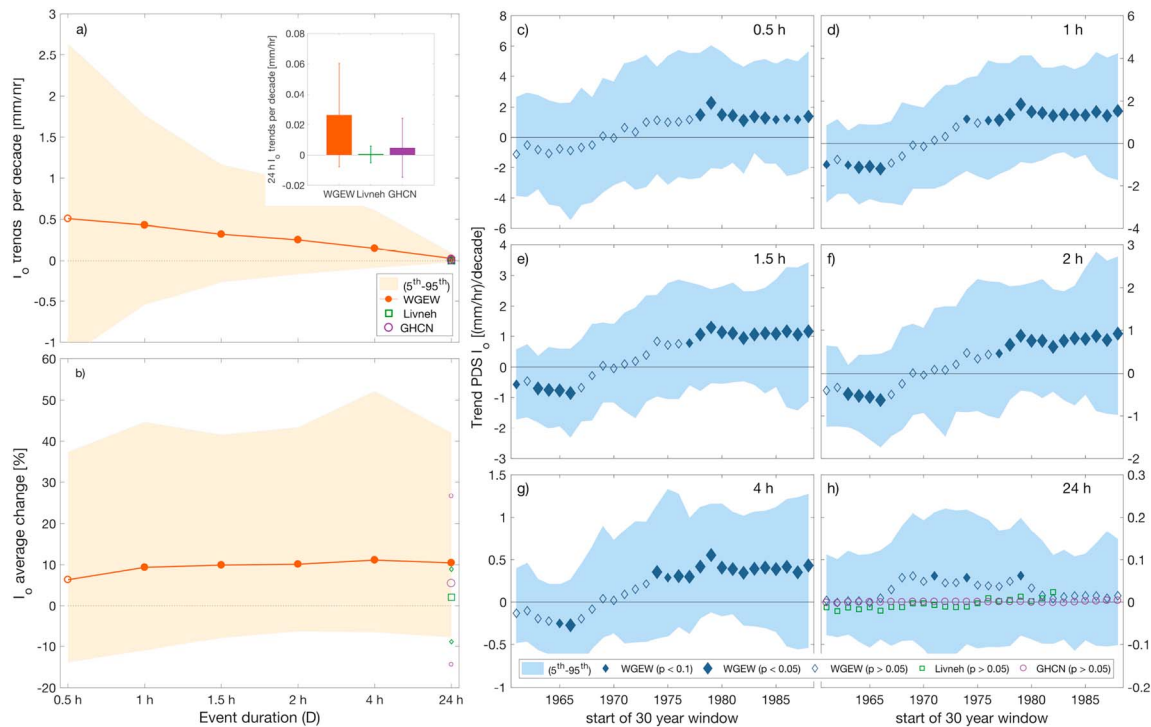 a)
3
2.5
2
1.5
1
0.5
0
-0.5
-1
I₀ trends per decade [mm/hr]
0.08
0.06
0.04
0.02
0
-0.02
24 h I₀ trends per decade [mm/hr]
WGEW Livneh GHCN
(5th-95th)
WGEW
Livneh
GHCN
b)
60
50
40
30
20
10
0
-10
-20
I₀ average change [%]
0.5 h 1 h 1.5 h 2 h 4 h 24 h
Event duration (D)
Trend PDS I₀ [(mm/hr)/decade]
c) 0.5 h
8
6
4
2
0
-2
-4
-6
d) 1 h
6
4
2
0
-2
-4
e) 1.5 h
4
3
2
1
0
-1
-2
-3
f) 2 h
3
2
1
0
-1
-2
g) 4 h
1.5
1
0.5
0
-0.5
-1
h) 24 h
0.3
0.2
0.1
0
-0.1
-0.2
(5th-95th) WGEW (p < 0.1) WGEW (p < 0.05) WGEW (p > 0.05) Livneh (p > 0.05) GHCN (p > 0.05)
1965 1970 1975 1980 1985
start of 30 year window
1965 1970 1975 1980 1985
start of 30 year window